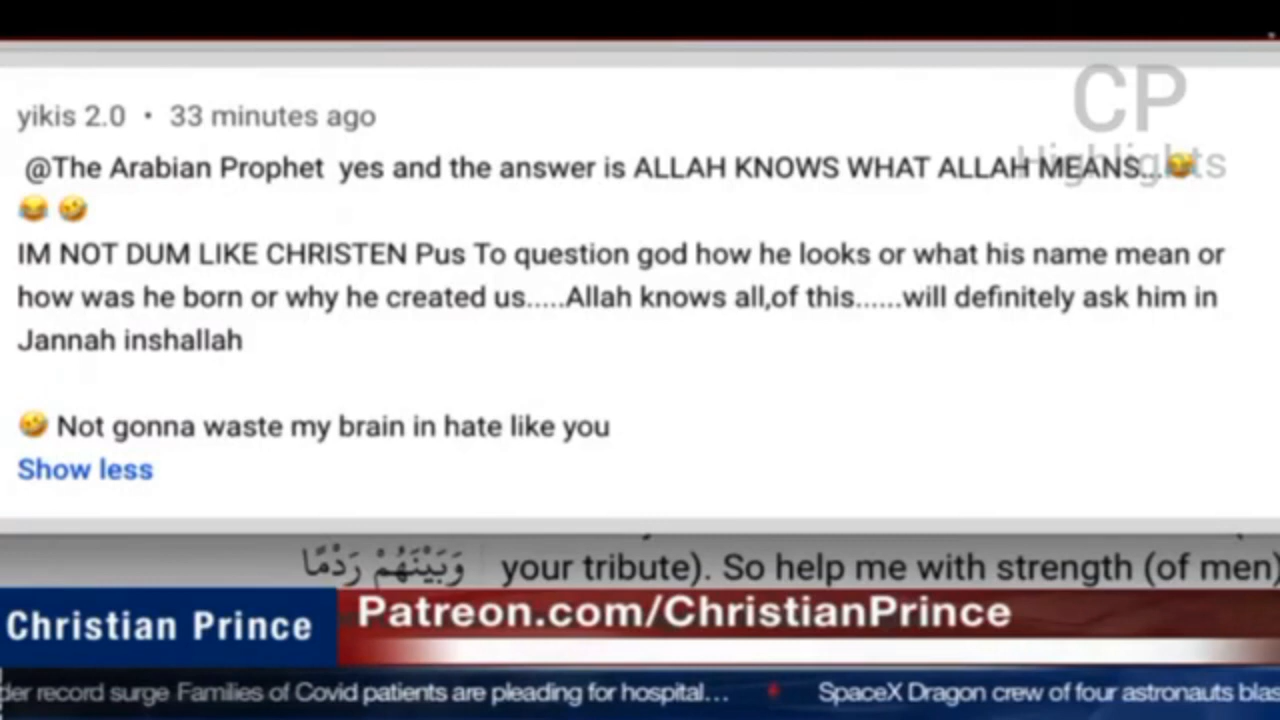 CP
Highlights
yikis 2.0 • 33 minutes ago
@The Arabian Prophet yes and the answer is ALLAH KNOWS WHAT ALLAH MEANS...😂
😂 🤣
IM NOT DUM LIKE CHRISTEN Pus To question god how he looks or what his name mean or
how was he born or why he created us.....Allah knows all,of this......will definitely ask him in
Jannah inshallah
🤣 Not gonna waste my brain in hate like you
Show less
وَبَيْنَهُمْ رَدْمًا your tribute). So help me with strength (of men)
Christian Prince
Patreon.com/ChristianPrince
der record surge Families of Covid patients are pleading for hospital... SpaceX Dragon crew of four astronauts blas